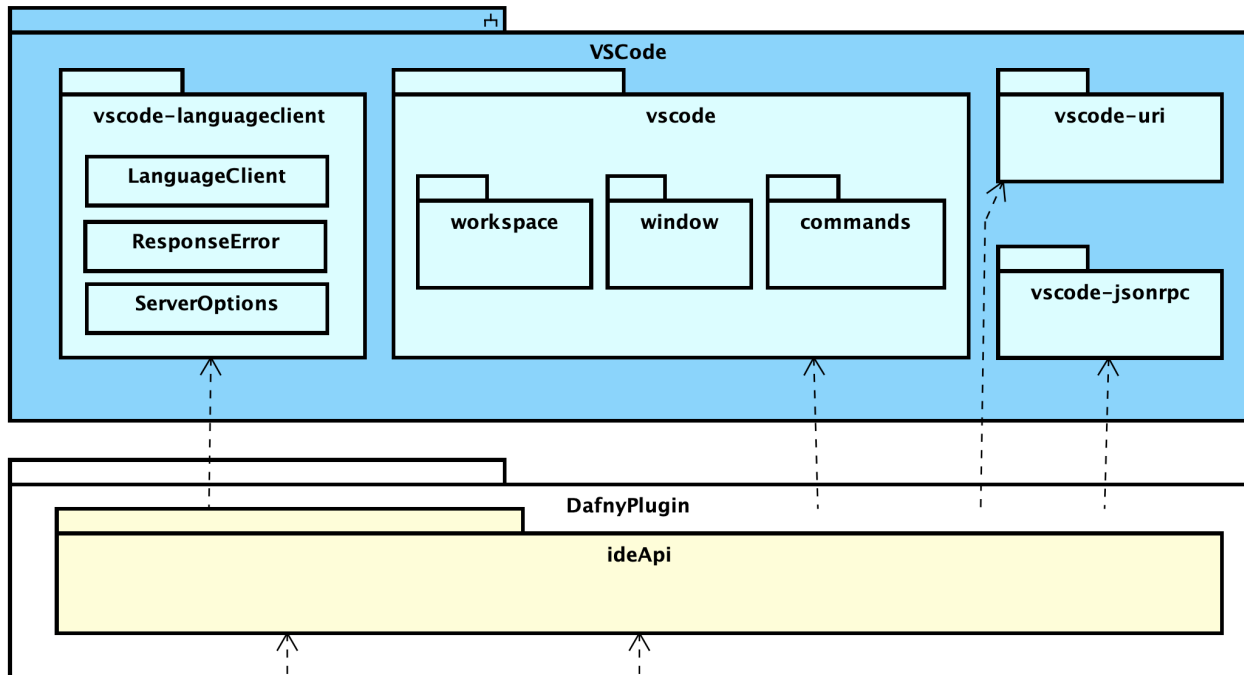 VSCode
vscode-languageclient
LanguageClient
ResponseError
ServerOptions
vscode
workspace
window
commands
vscode-uri
vscode-jsonrpc
DafnyPlugin
ideApi